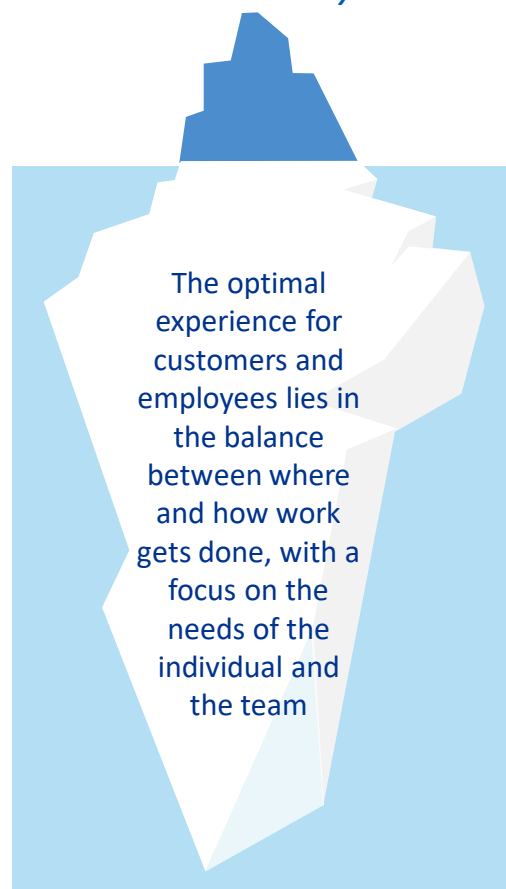 The optimal
experience for
customers and
employees lies in
the balance
between where
and how work
gets done, with a
focus on the
needs of the
individual and
the team